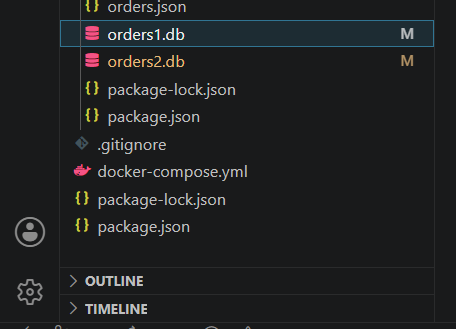 {} orders.json
orders1.db M
orders2.db M
{} package-lock.json
{} package.json
.gitignore
docker-compose.yml
{} package-lock.json
{} package.json
> OUTLINE
> TIMELINE